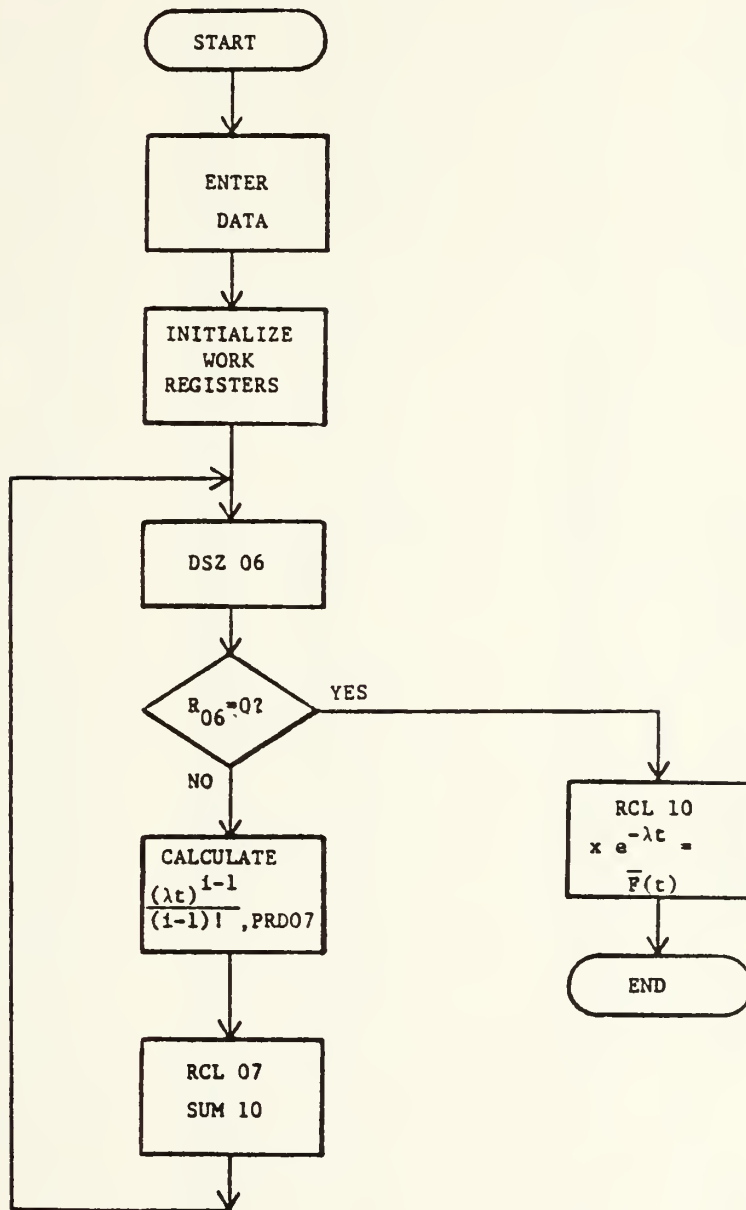 START
ENTER
DATA
INITIALIZE
WORK
REGISTERS
DSZ 06
R06=0?
YES
NO
CALCULATE
(λt)^i-1
(i-1)! ,PRD07
RCL 07
SUM 10
RCL 10
x e^-λt =
F̅(t)
END